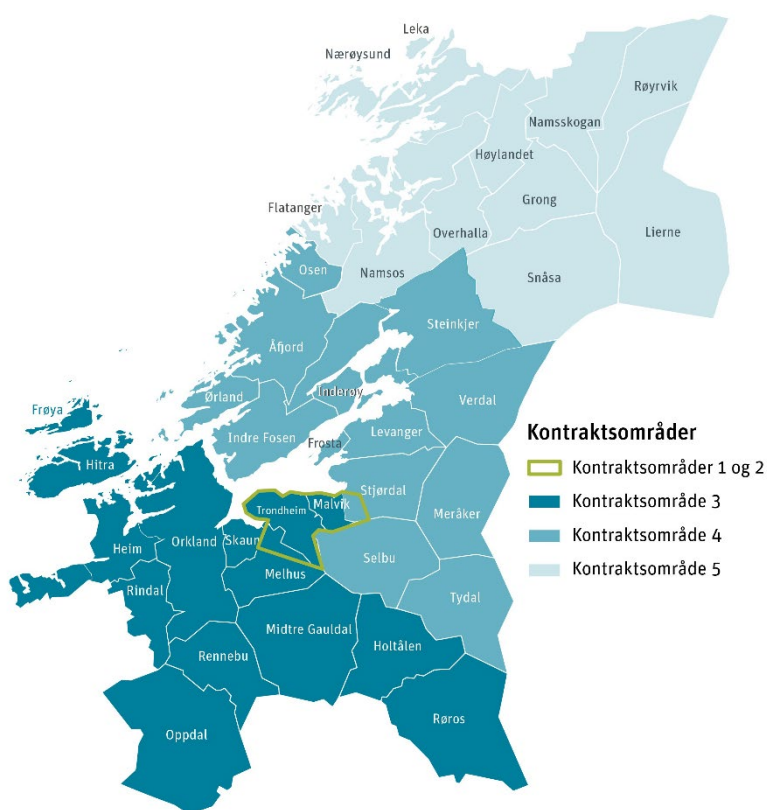 Leka
Nærøysund
Røyrvik
Namsskogan
Høylandet
Grong
Flatanger
Overhalla
Lierne
Namsos
Snåsa
Osen
Steinkjer
Åfjord
Inderøy
Ørland
Verdal
Frøya
Indre Fosen
Frosta
Levanger
Hitra
Stjørdal
Meråker
Trondheim
Malvik
Heim
Orkland
Skaun
Selbu
Rindal
Melhus
Tydal
Midtre Gauldal
Holtålen
Rennebu
Røros
Oppdal
Kontraktsområder
Kontraktsområder 1 og 2
Kontraktsområde 3
Kontraktsområde 4
Kontraktsområde 5